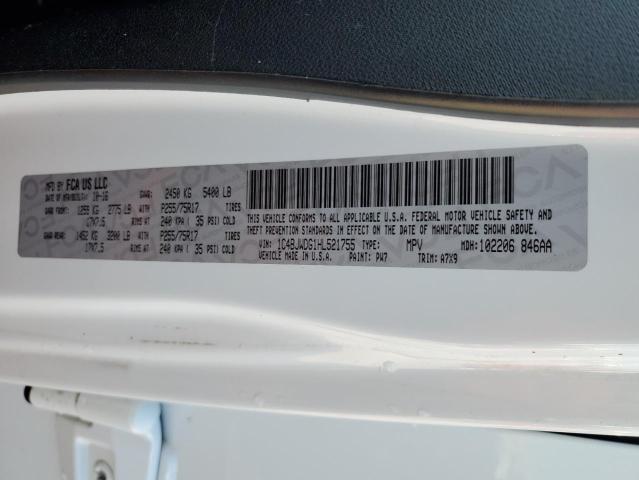 MFD BY FCA US LLC
DATE OF MFR 10-16 GVWR: 2450 KG 5400 LB
GAWR FRONT 1259 KG 2775 LB WITH P255/75R17 TIRES
17X7.5 RIMS AT 240 KPA ( 35 PSI COLD
GAWR REAR 1452 KG 3200 LB WITH P255/75R17 TIRES
17X7.5 RIMS AT 240 KPA ( 35 PSI COLD
THIS VEHICLE CONFORMS TO ALL APPLICABLE U.S.A. FEDERAL MOTOR VEHICLE SAFETY, BUMPER, AND
THEFT PREVENTION STANDARDS IN EFFECT ON THE DATE OF MANUFACTURE SHOWN ABOVE.
VIN: 1C4BJWDG1HL521755 TYPE: MPV MDH: 102206 846AA
VEHICLE MADE IN U.S.A. PAINT: PW7 TRIM: A7X9